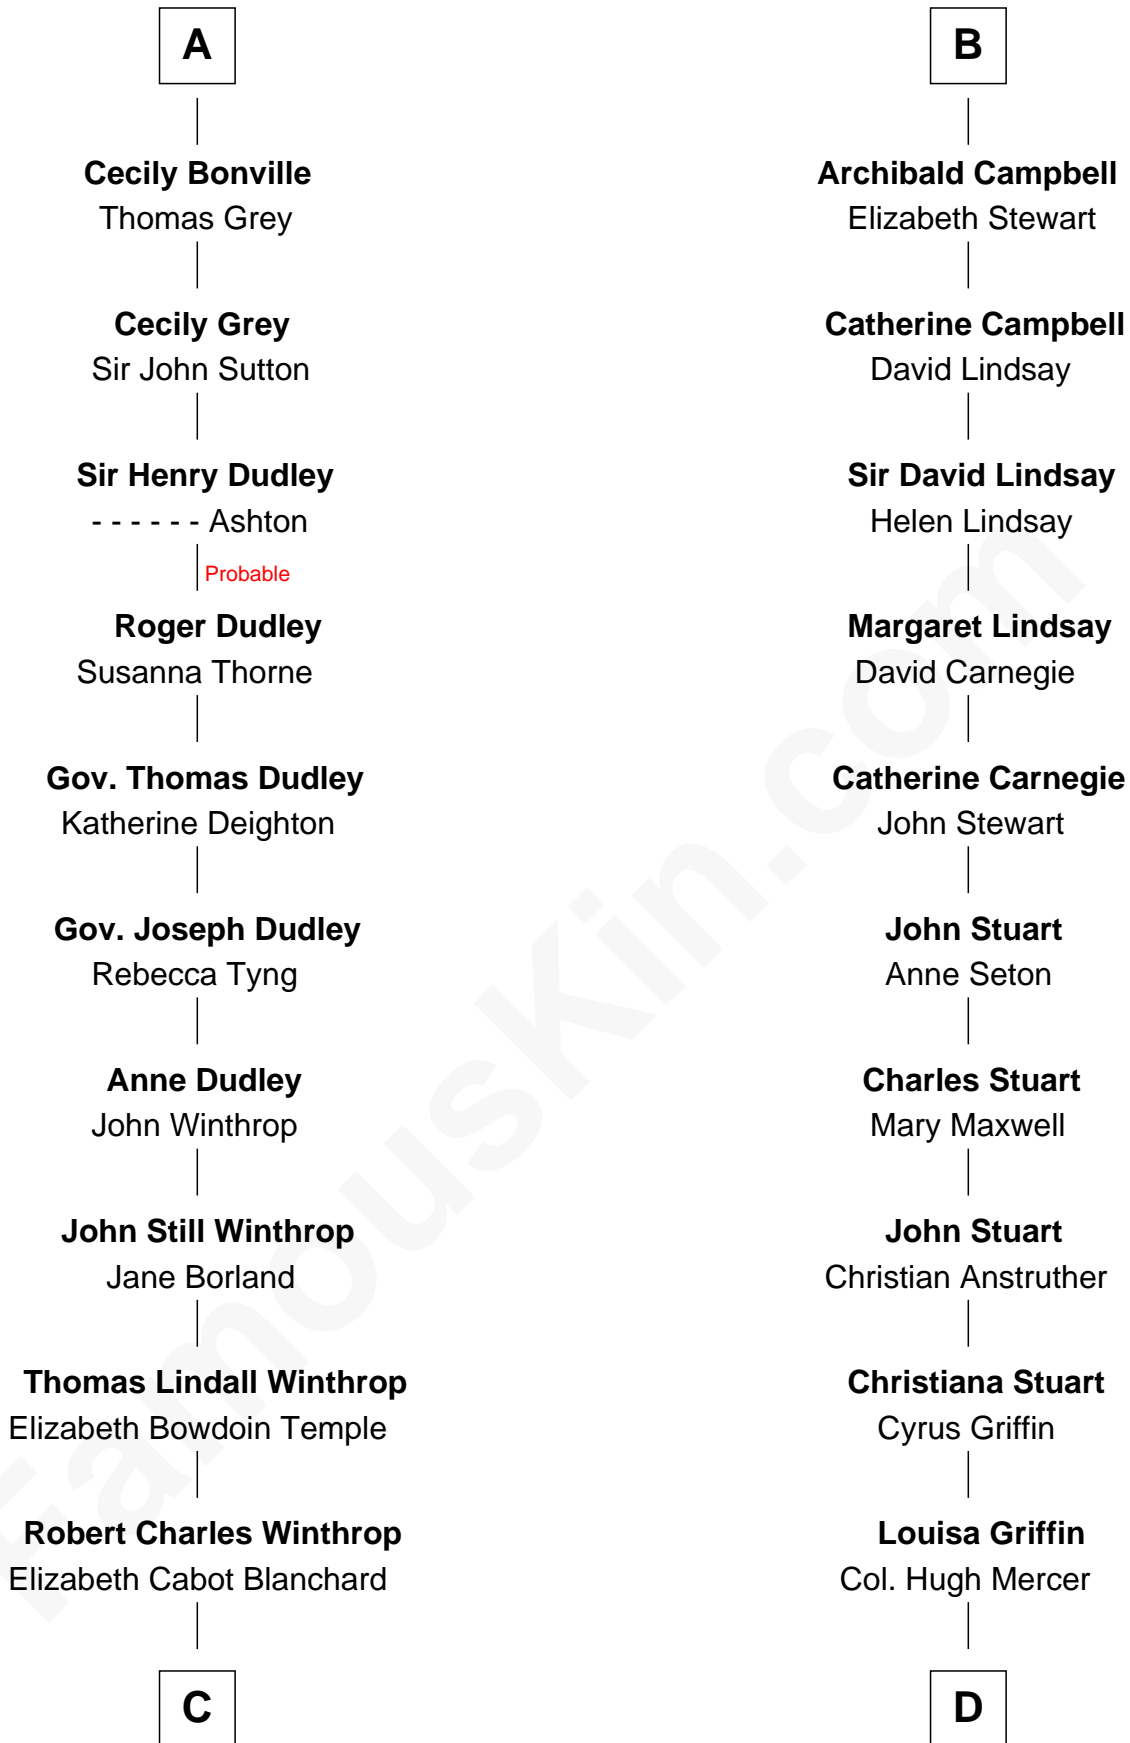 A
Cecily Bonville
Thomas Grey
Cecily Grey
Sir John Sutton
Sir Henry Dudley
- - - - - - Ashton
Probable
Roger Dudley
Susanna Thorne
Gov. Thomas Dudley
Katherine Deighton
Gov. Joseph Dudley
Rebecca Tyng
Anne Dudley
John Winthrop
John Still Winthrop
Jane Borland
Thomas Lindall Winthrop
Elizabeth Bowdoin Temple
Robert Charles Winthrop
Elizabeth Cabot Blanchard
C
B
Archibald Campbell
Elizabeth Stewart
Catherine Campbell
David Lindsay
Sir David Lindsay
Helen Lindsay
Margaret Lindsay
David Carnegie
Catherine Carnegie
John Stewart
John Stuart
Anne Seton
Charles Stuart
Mary Maxwell
John Stuart
Christian Anstruther
Christiana Stuart
Cyrus Griffin
Louisa Griffin
Col. Hugh Mercer
D
FamousKin.com